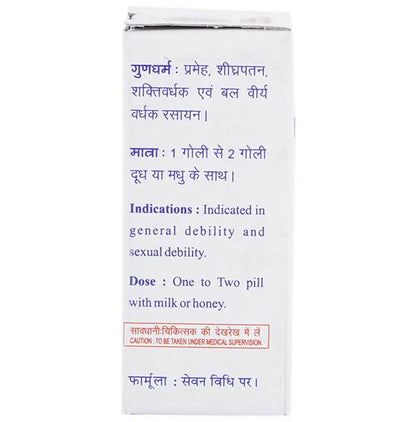 गुणधर्म : प्रमेह, शीघ्रपतन,
शक्तिवर्धक एवं बल वीर्य
वर्धक रसायन।
मात्रा : 1 गोली से 2 गोली
दूध या मधु के साथ।
Indications : Indicated in
general debility and
sexual debility.
Dose : One to Two pill
with milk or honey.
सावधानी:चिकित्सक की देखरेख में लें
CAUTION : TO BE TAKEN UNDER MEDICAL SUPERVISION
फार्मूला : सेवन विधि पर।